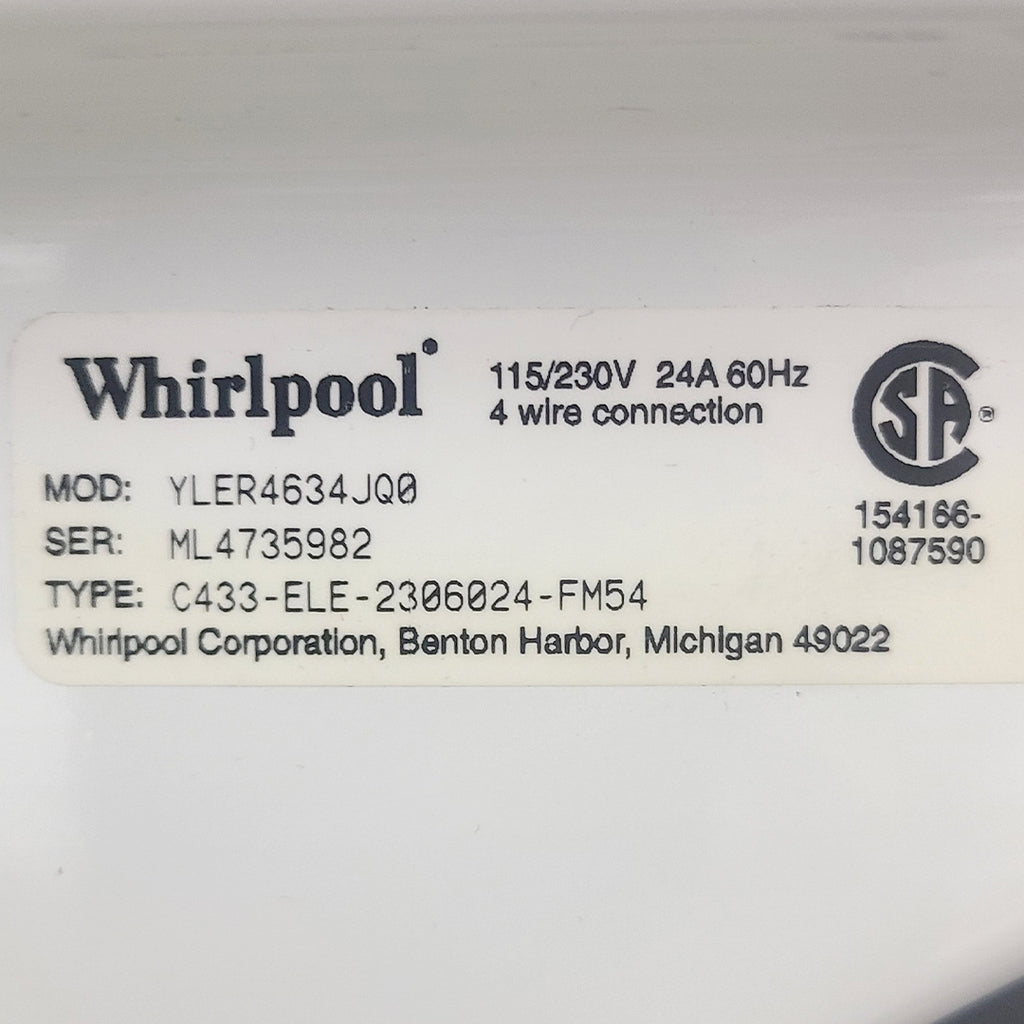 Whirlpool
115/230V 24A 60Hz
4 wire connection
MOD: YLER4634JQ0
SER: ML4735982
TYPE: C433-ELE-2306024-FM54
Whirlpool Corporation, Benton Harbor, Michigan 49022
CSA®
154166-
1087590